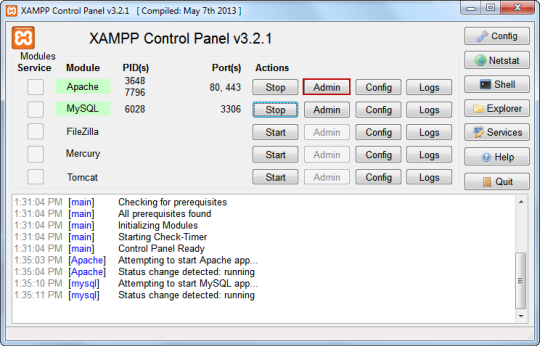 XAMPP Control Panel v3.2.1 [ Compiled: May 7th 2013 ]
XAMPP Control Panel v3.2.1
Config
Modules
Service Module PID(s) Port(s) Actions
Netstat
Apache 3648 7796 80, 443 Stop Admin Config Logs
Shell
MySQL 6028 3306 Stop Admin Config Logs
Explorer
FileZilla Start Admin Config Logs
Services
Mercury Start Admin Config Logs
Help
Tomcat Start Admin Config Logs
Quit
1:31:04 PM [main] Checking for prerequisites
1:31:04 PM [main] All prerequisites found
1:31:04 PM [main] Initializing Modules
1:31:04 PM [main] Starting Check-Timer
1:31:04 PM [main] Control Panel Ready
1:35:03 PM [Apache] Attempting to start Apache app...
1:35:04 PM [Apache] Status change detected: running
1:35:10 PM [mysql] Attempting to start MySQL app...
1:35:11 PM [mysql] Status change detected: running